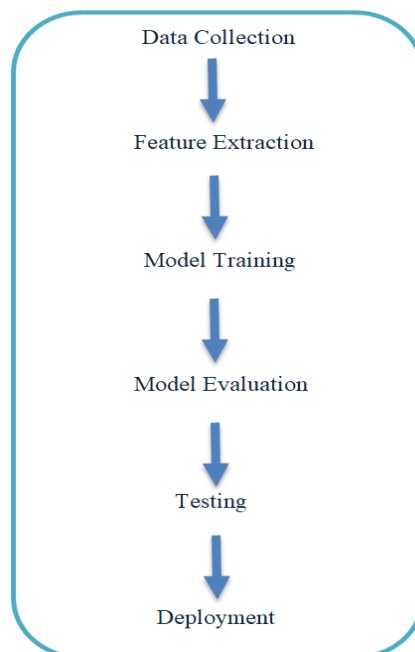 Data Collection
Feature Extraction
Model Training
Model Evaluation
Testing
Deployment